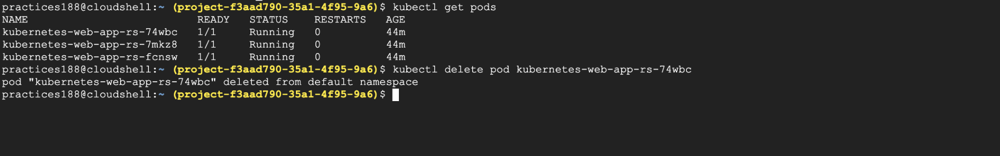 practices188@cloudshell:~ (project-f3aad790-35a1-4f95-9a6)$ kubectl get pods
NAME                          READY   STATUS    RESTARTS   AGE
kubernetes-web-app-rs-74wbc   1/1     Running   0          44m
kubernetes-web-app-rs-7mkz8   1/1     Running   0          44m
kubernetes-web-app-rs-fcnsw   1/1     Running   0          44m
practices188@cloudshell:~ (project-f3aad790-35a1-4f95-9a6)$ kubectl delete pod kubernetes-web-app-rs-74wbc
pod "kubernetes-web-app-rs-74wbc" deleted from default namespace
practices188@cloudshell:~ (project-f3aad790-35a1-4f95-9a6)$